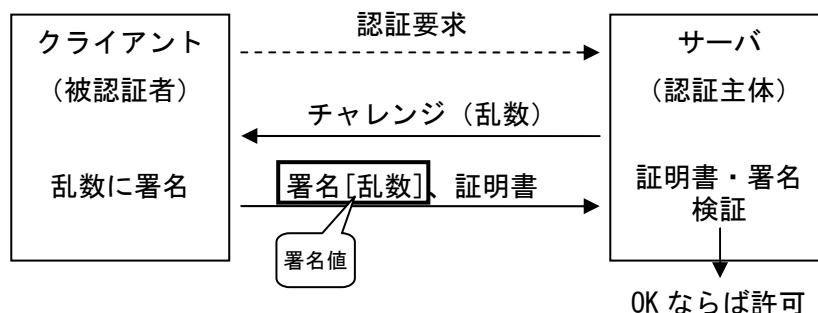 クライアント
(被認証者)
乱数に署名
認証要求
チャレンジ(乱数)
署名[乱数]、証明書
署名値
サーバ
(認証主体)
証明書・署名
検証
OKならば許可